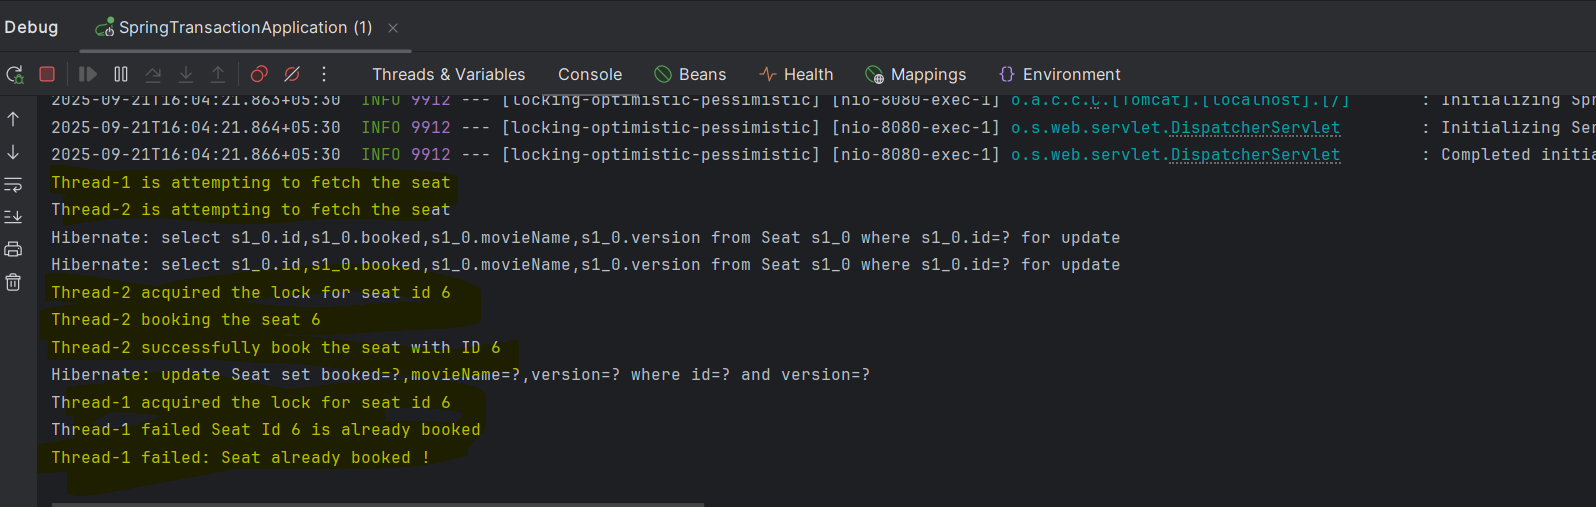 Debug SpringTransactionApplication (1)
Threads & Variables Console Beans Health Mappings Environment
2025-09-21T16:04:21.863+05:30 INFO 9912 --- [locking-optimistic-pessimistic] [nio-8080-exec-1] o.a.c.c.C.[Tomcat].[localhost].[/] : Initializing Spr
2025-09-21T16:04:21.864+05:30 INFO 9912 --- [locking-optimistic-pessimistic] [nio-8080-exec-1] o.s.web.servlet.DispatcherServlet : Initializing Ser
2025-09-21T16:04:21.866+05:30 INFO 9912 --- [locking-optimistic-pessimistic] [nio-8080-exec-1] o.s.web.servlet.DispatcherServlet : Completed initia
Thread-1 is attempting to fetch the seat
Thread-2 is attempting to fetch the seat
Hibernate: select s1_0.id,s1_0.booked,s1_0.movieName,s1_0.version from Seat s1_0 where s1_0.id=? for update
Hibernate: select s1_0.id,s1_0.booked,s1_0.movieName,s1_0.version from Seat s1_0 where s1_0.id=? for update
Thread-2 acquired the lock for seat id 6
Thread-2 booking the seat 6
Thread-2 successfully book the seat with ID 6
Hibernate: update Seat set booked=?,movieName=?,version=? where id=? and version=?
Thread-1 acquired the lock for seat id 6
Thread-1 failed Seat Id 6 is already booked
Thread-1 failed: Seat already booked !